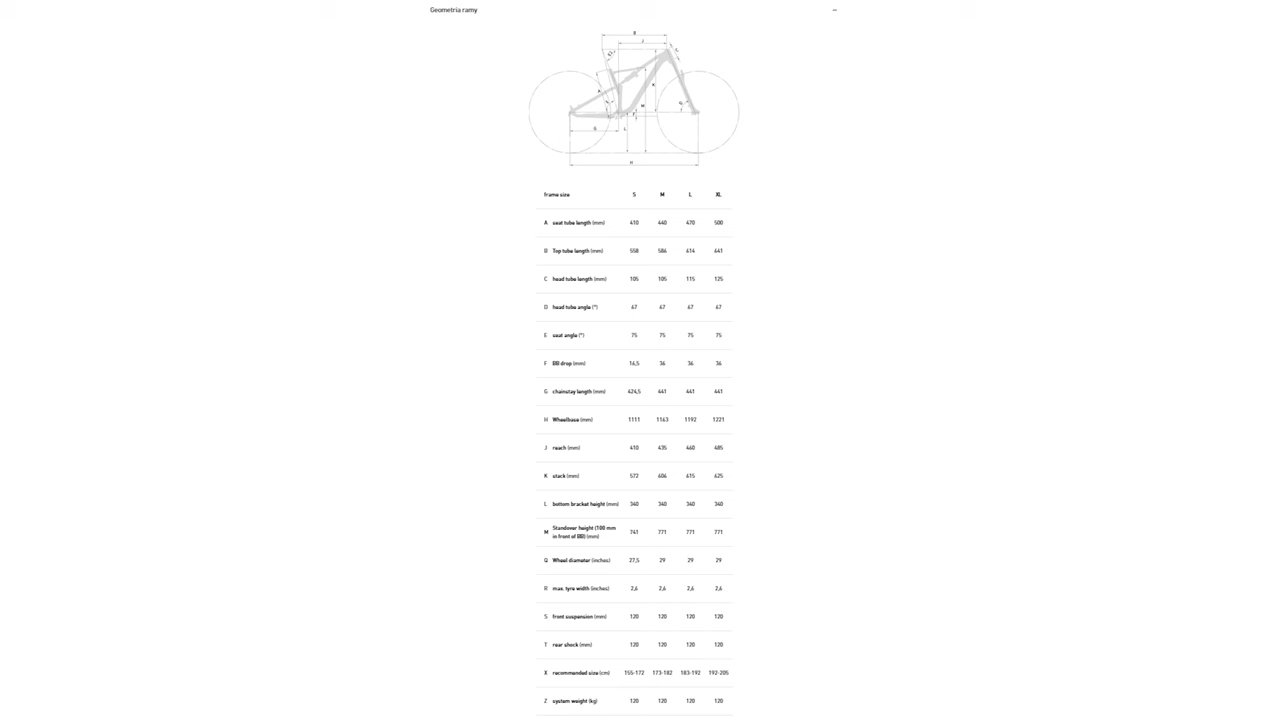 Geometria ramy
B
J
K
M
F
G
L
H
frame size S M L XL
A seat tube length (mm) 410 440 470 500
B Top tube length (mm) 558 586 614 641
C head tube length (mm) 105 105 115 125
D head tube angle (°) 67 67 67 67
E seat angle (°) 75 75 75 75
F BB drop (mm) 16,5 36 36 36
G chainstay length (mm) 424,5 441 441 441
H Wheelbase (mm) 1111 1163 1192 1221
J reach (mm) 410 435 460 485
K stack (mm) 572 606 615 625
L bottom bracket height (mm) 340 340 340 340
M Standover height (100 mm
in front of BB) (mm) 741 771 771 771
Q Wheel diameter (inches) 27,5 29 29 29
R max. tyre width (inches) 2,6 2,6 2,6 2,6
S front suspension (mm) 120 120 120 120
T rear shock (mm) 120 120 120 120
X recommended size (cm) 155-172 173-182 183-192 192-205
Z system weight (kg) 120 120 120 120